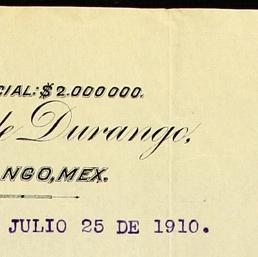 CIAL: $2.000 000.
de Durango,
NGO, MEX.
JULIO 25 DE 1910.